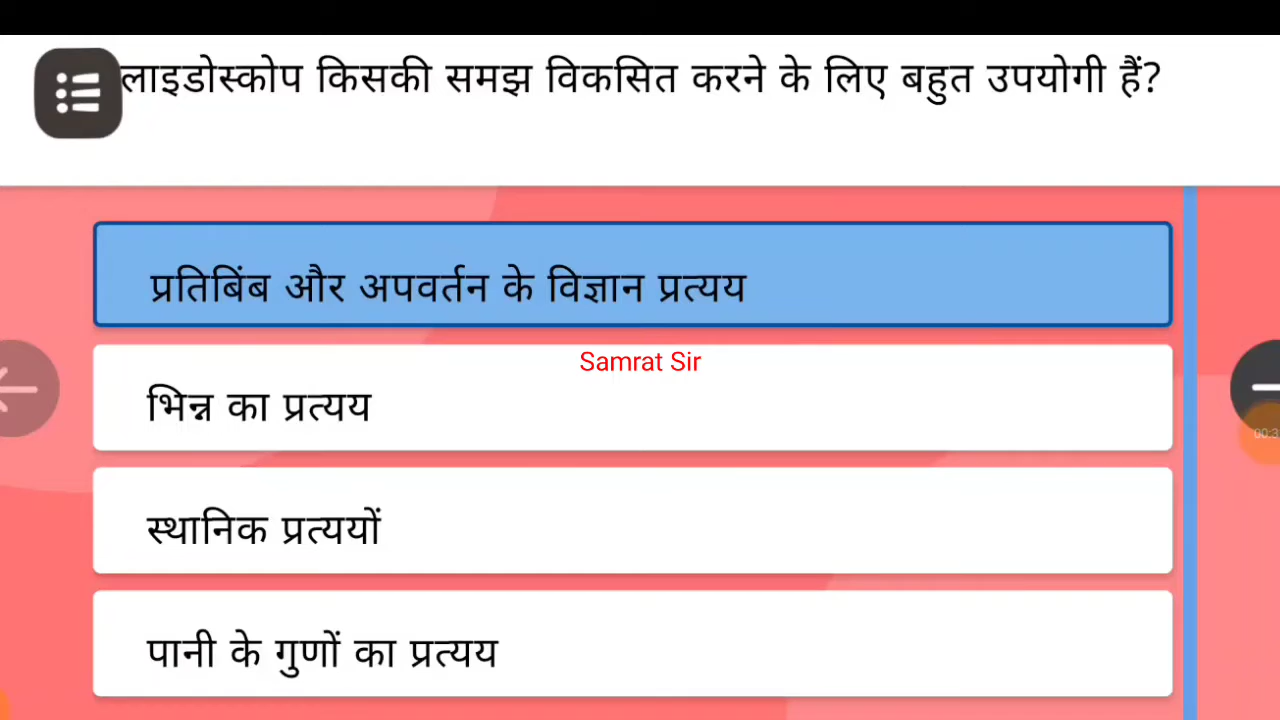 लाइडोस्कोप किसकी समझ विकसित करने के लिए बहुत उपयोगी हैं?
प्रतिबिंब और अपवर्तन के विज्ञान प्रत्यय
Samrat Sir
भिन्न का प्रत्यय
स्थानिक प्रत्ययों
पानी के गुणों का प्रत्यय